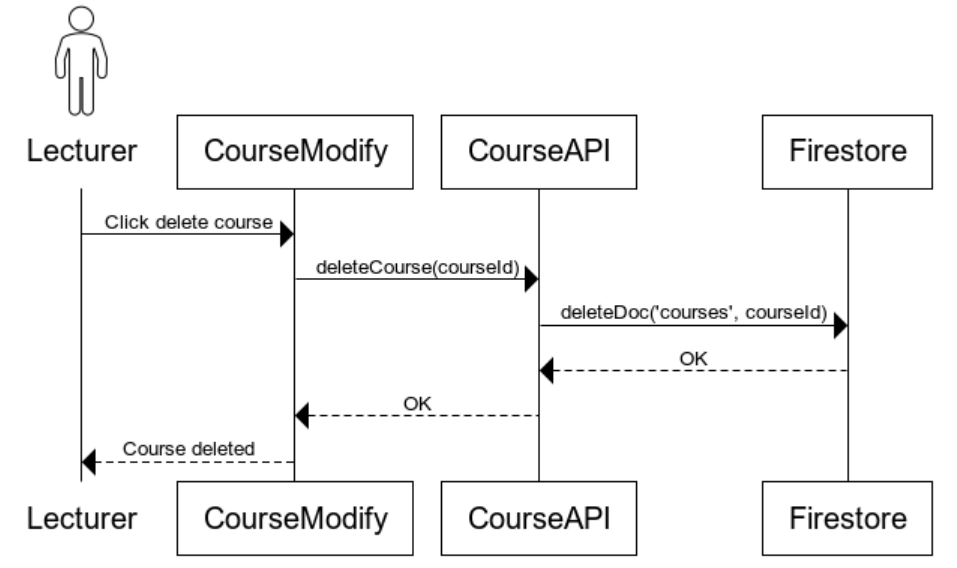 Lecturer
CourseModify
CourseAPI
Firestore
Click delete course
deleteCourse(courseId)
deleteDoc('courses', courseId)
OK
OK
Course deleted
Lecturer
CourseModify
CourseAPI
Firestore